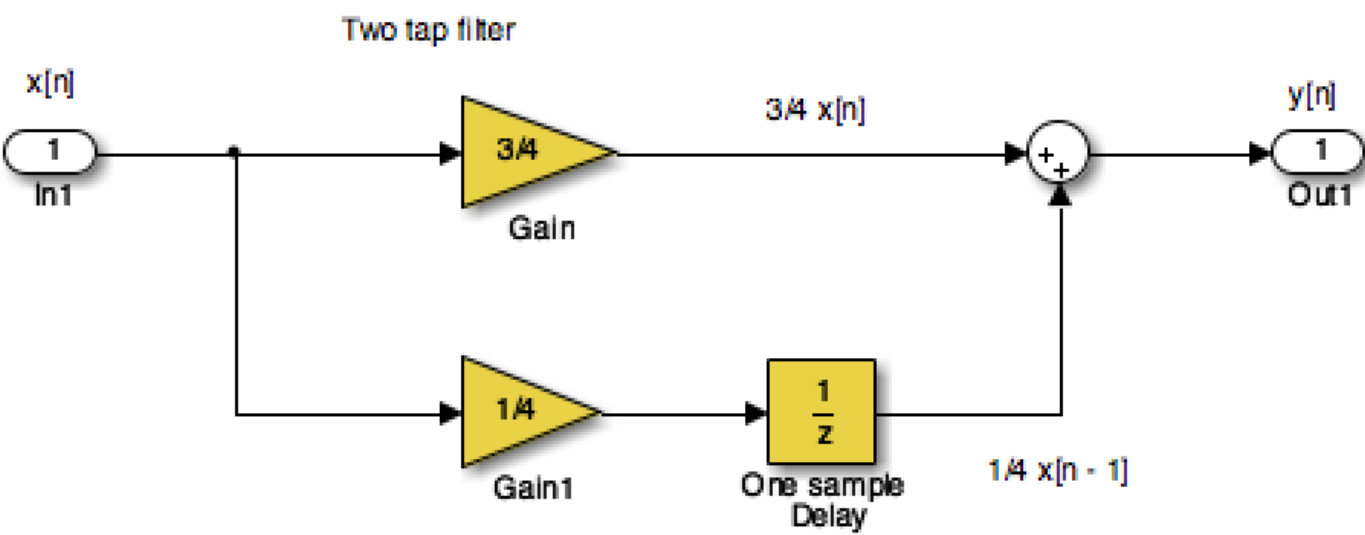 Two tap filter
x[n]
1
In1
3/4
Gain
3/4 x[n]
+
+
y[n]
1
Out1
1/4
Gain1
1
z
One sample
Delay
1/4 x[n - 1]